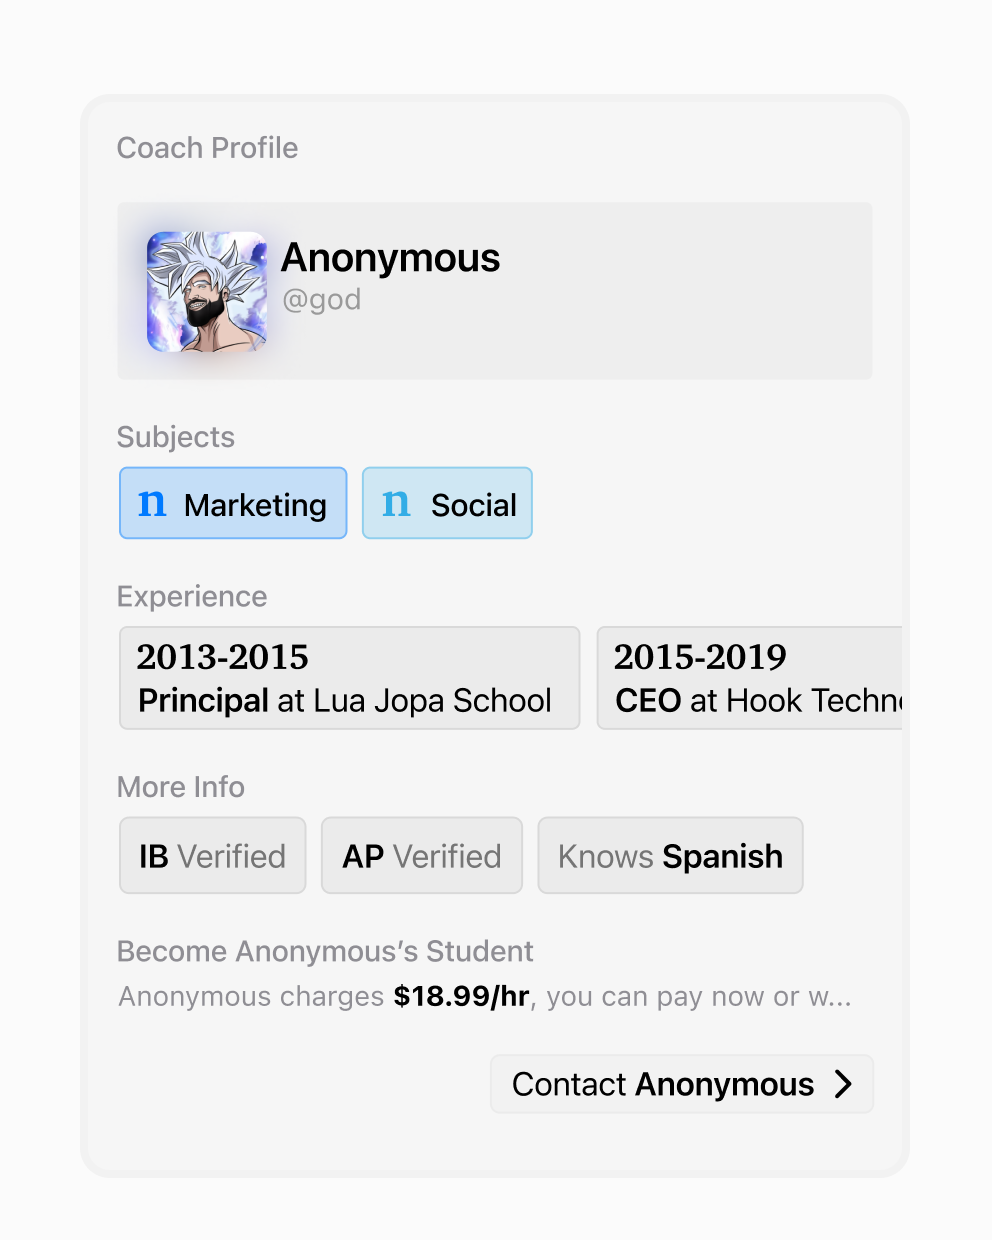 Coach Profile
Anonymous
@god
Subjects
n Marketing
n Social
Experience
2013-2015
Principal at Lua Jopa School
2015-2019
CEO at Hook
More Info
IB Verified
AP Verified
Knows Spanish
Become Anonymous’s Student
Anonymous charges $18.99/hr, you can pay now or w...
Contact Anonymous